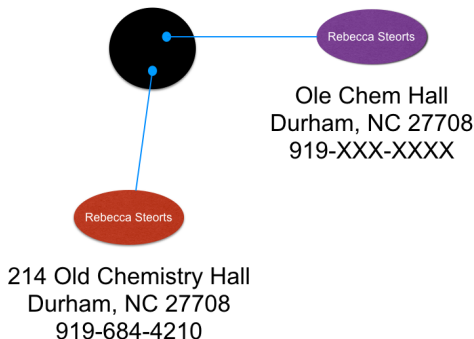 Rebecca Steorts
Ole Chem Hall
Durham, NC 27708
919-XXX-XXXX
Rebecca Steorts
214 Old Chemistry Hall
Durham, NC 27708
919-684-4210